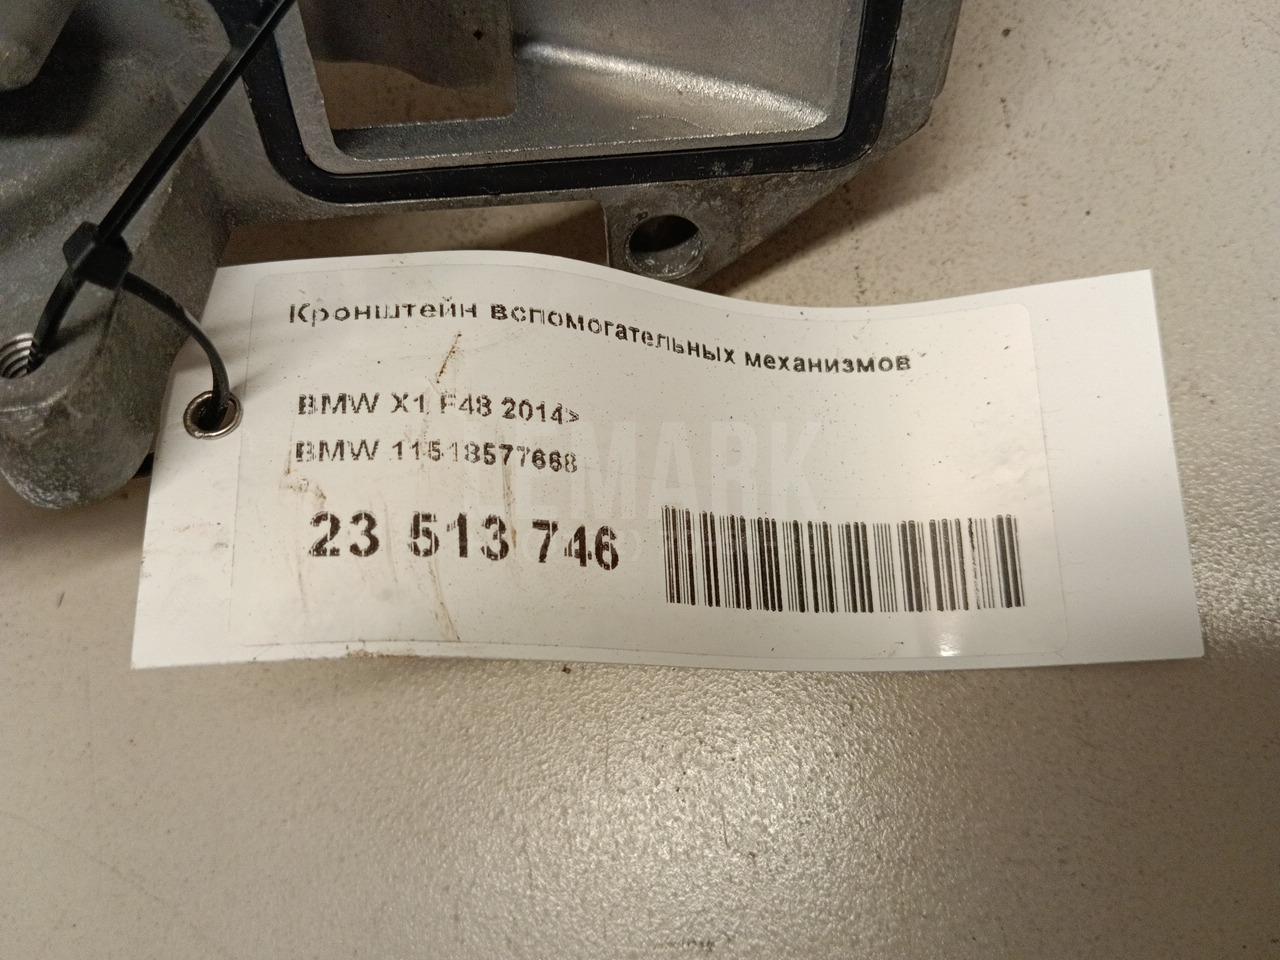 Кронштейн вспомогательных механизмов
BMW X1 F48 2014>
BMW 11518577668
23 513 746